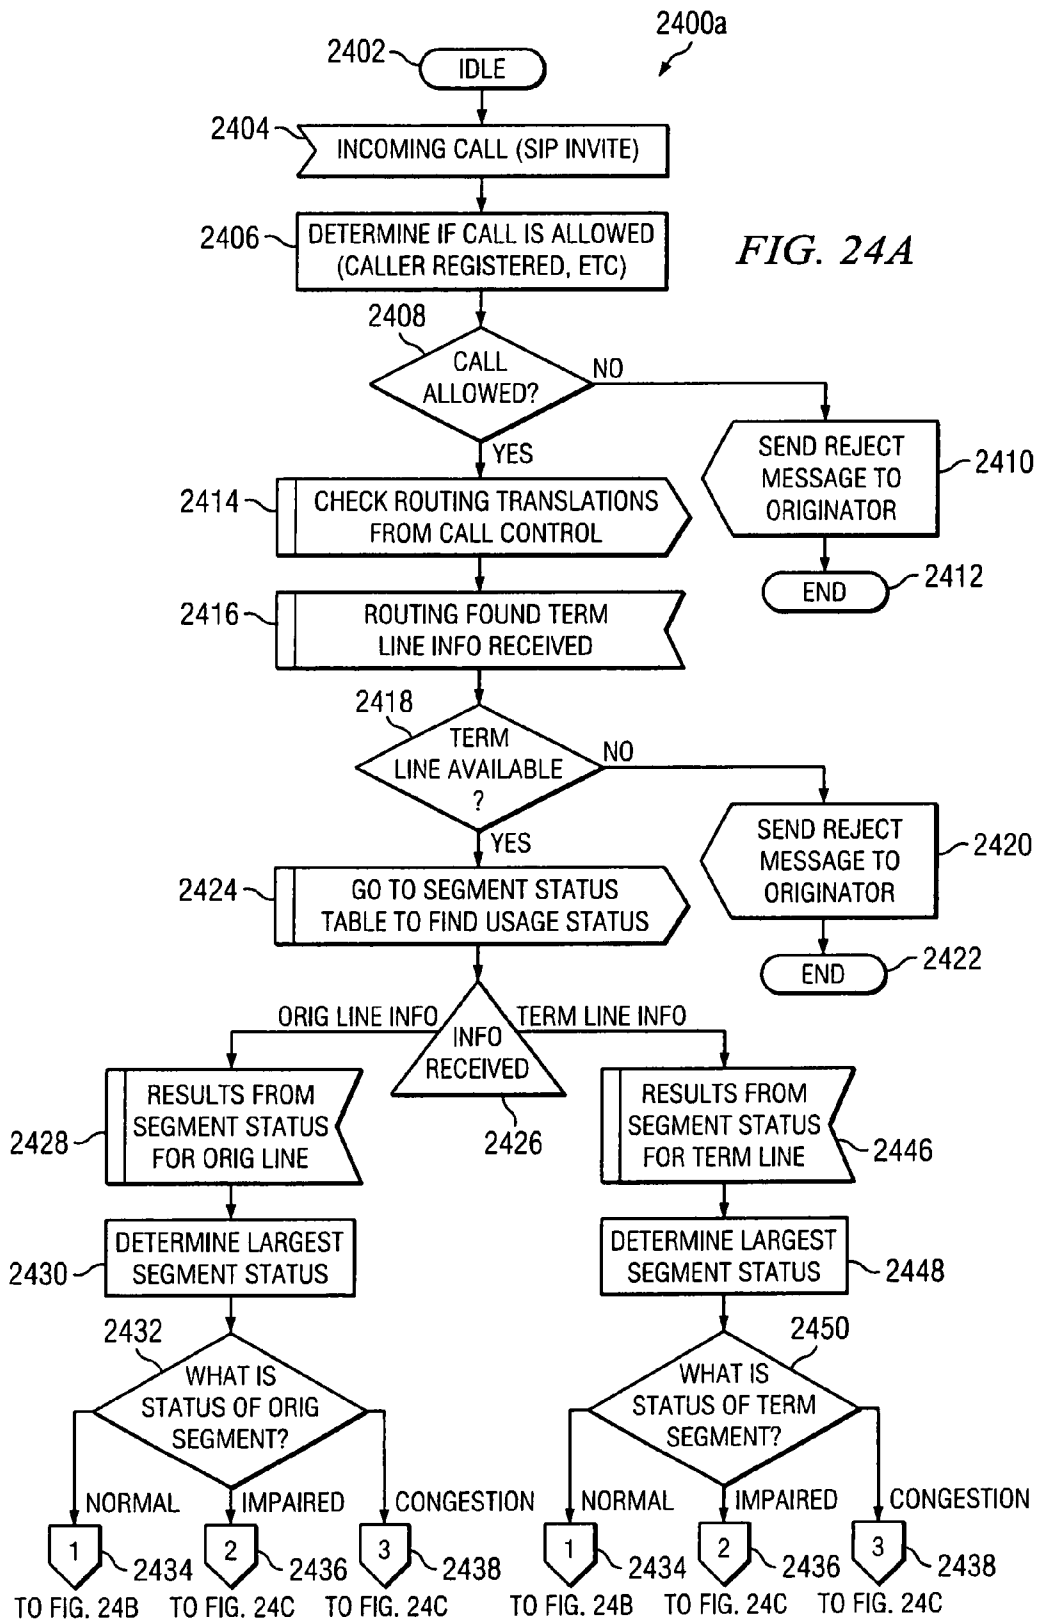 2400a
2402
IDLE
2404
INCOMING CALL (SIP INVITE)
2406
DETERMINE IF CALL IS ALLOWED
(CALLER REGISTERED, ETC)
FIG. 24A
2408
CALL
ALLOWED?
NO
YES
SEND REJECT
MESSAGE TO
ORIGINATOR
2410
2414
CHECK ROUTING TRANSLATIONS
FROM CALL CONTROL
END
2412
2416
ROUTING FOUND TERM
LINE INFO RECEIVED
2418
TERM
LINE AVAILABLE
?
NO
YES
SEND REJECT
MESSAGE TO
ORIGINATOR
2420
2424
GO TO SEGMENT STATUS
TABLE TO FIND USAGE STATUS
END
2422
ORIG LINE INFO
INFO
RECEIVED
TERM LINE INFO
2426
2428
RESULTS FROM
SEGMENT STATUS
FOR ORIG LINE
RESULTS FROM
SEGMENT STATUS
FOR TERM LINE
2446
2430
DETERMINE LARGEST
SEGMENT STATUS
DETERMINE LARGEST
SEGMENT STATUS
2448
2432
WHAT IS
STATUS OF ORIG
SEGMENT?
2450
WHAT IS
STATUS OF TERM
SEGMENT?
NORMAL
IMPAIRED
CONGESTION
NORMAL
IMPAIRED
CONGESTION
1
2434
2
2436
3
2438
1
2434
2
2436
3
2438
TO FIG. 24B
TO FIG. 24C
TO FIG. 24C
TO FIG. 24B
TO FIG. 24C
TO FIG. 24C